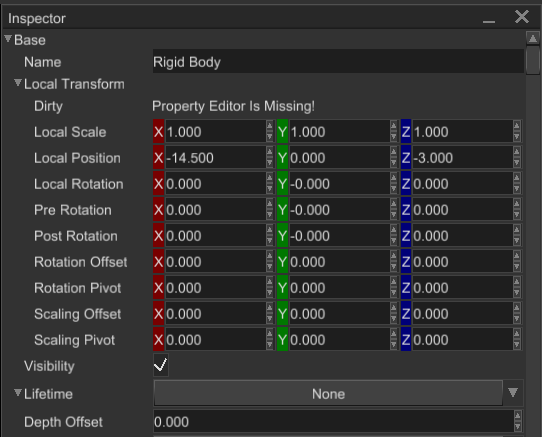 Inspector
Base
Name Rigid Body
Local Transform
Dirty Property Editor Is Missing!
Local Scale X 1.000 Y 1.000 Z 1.000
Local Position X -14.500 Y 0.000 Z -3.000
Local Rotation X 0.000 Y -0.000 Z 0.000
Pre Rotation X 0.000 Y -0.000 Z 0.000
Post Rotation X 0.000 Y -0.000 Z 0.000
Rotation Offset X 0.000 Y 0.000 Z 0.000
Rotation Pivot X 0.000 Y 0.000 Z 0.000
Scaling Offset X 0.000 Y 0.000 Z 0.000
Scaling Pivot X 0.000 Y 0.000 Z 0.000
Visibility
Lifetime None
Depth Offset 0.000